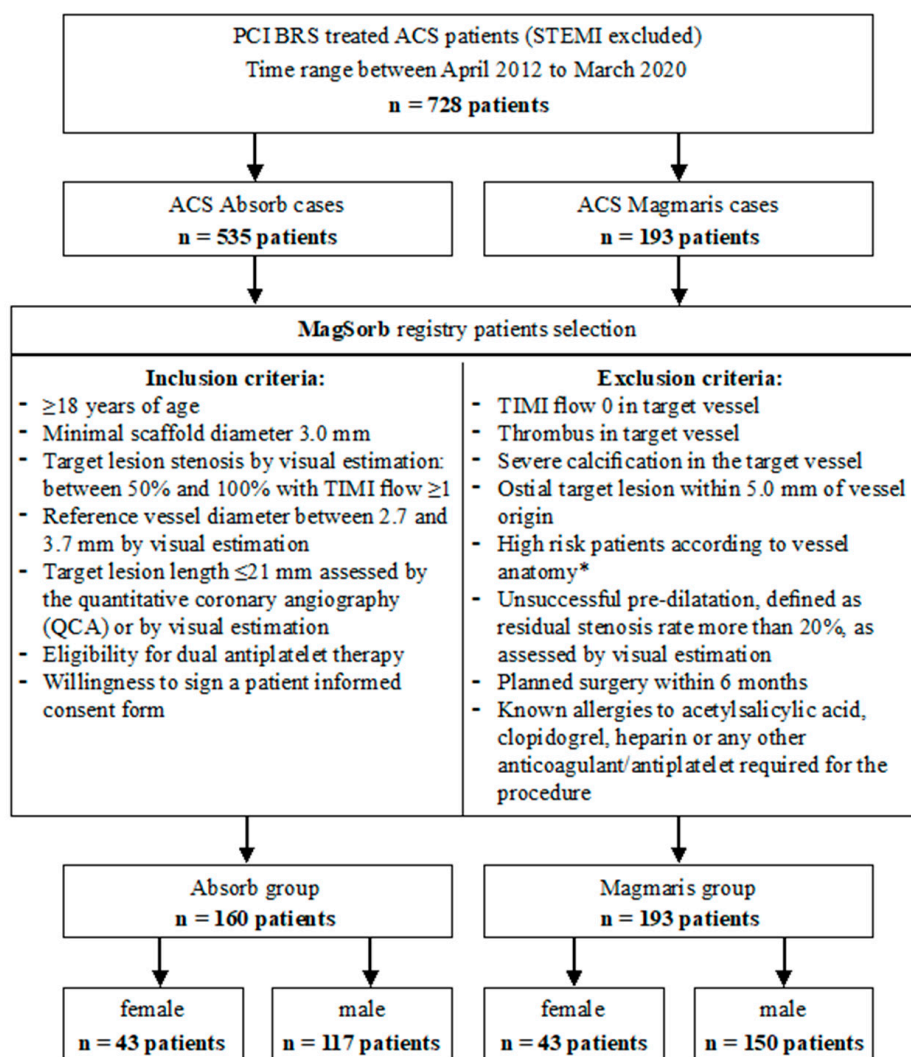 PCI BRS treated ACS patients (STEMI excluded)
Time range between April 2012 to March 2020
n = 728 patients
ACS Absorb cases
n = 535 patients
ACS Magmaris cases
n = 193 patients
MagSorb registry patients selection
Inclusion criteria:
- ≥18 years of age
- Minimal scaffold diameter 3.0 mm
- Target lesion stenosis by visual estimation:
between 50% and 100% with TIMI flow ≥1
- Reference vessel diameter between 2.7 and
3.7 mm by visual estimation
- Target lesion length ≤21 mm assessed by
the quantitative coronary angiography
(QCA) or by visual estimation
- Eligibility for dual antiplatelet therapy
- Willingness to sign a patient informed
consent form
Exclusion criteria:
- TIMI flow 0 in target vessel
- Thrombus in target vessel
- Severe calcification in the target vessel
- Ostial target lesion within 5.0 mm of vessel
origin
- High risk patients according to vessel
anatomy*
- Unsuccessful pre-dilatation, defined as
residual stenosis rate more than 20%, as
assessed by visual estimation
- Planned surgery within 6 months
- Known allergies to acetylsalicylic acid,
clopidogrel, heparin or any other
anticoagulant/antiplatelet required for the
procedure
Absorb group
n = 160 patients
Magmaris group
n = 193 patients
female
n = 43 patients
male
n = 117 patients
female
n = 43 patients
male
n = 150 patients